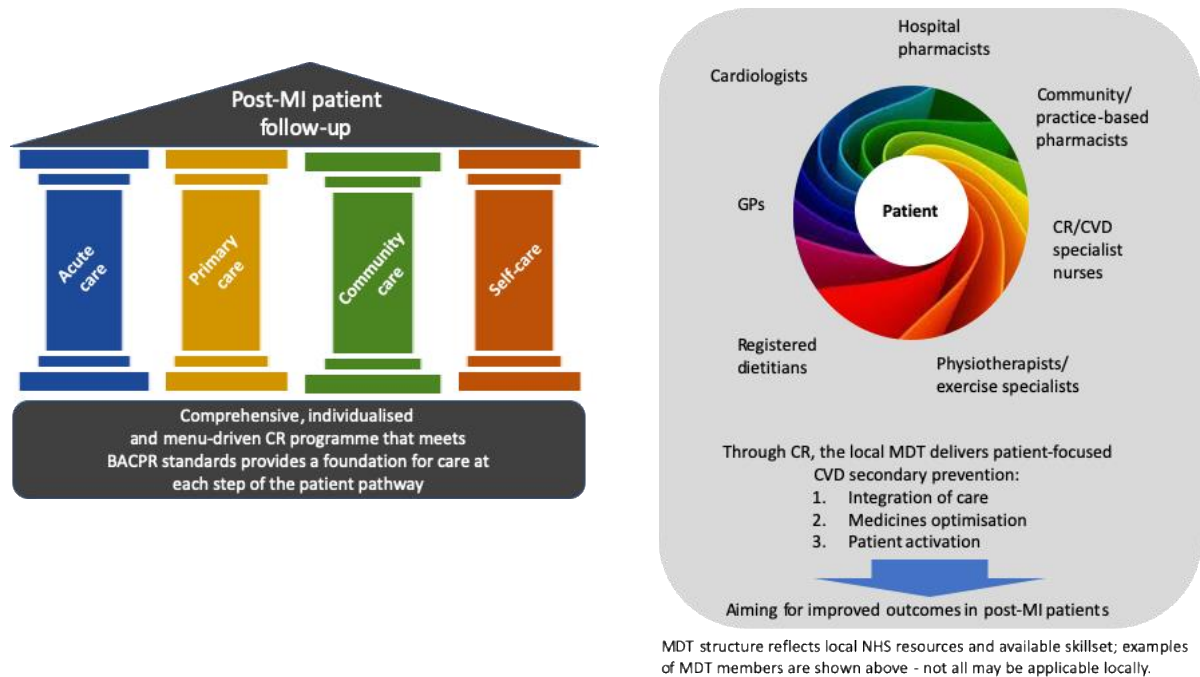 Post-MI patient
follow-up
Acute
care
Primary
care
Community
care
Self-care
Comprehensive, individualised
and menu-driven CR programme that meets
BACPR standards provides a foundation for care at
each step of the patient pathway
Hospital
pharmacists
Cardiologists
Community/
practice-based
pharmacists
GPs
Patient
CR/CVD
specialist
nurses
Registered
dietitians
Physiotherapists/
exercise specialists
Through CR, the local MDT delivers patient-focused
CVD secondary prevention:
1. Integration of care
2. Medicines optimisation
3. Patient activation
Aiming for improved outcomes in post-MI patients
MDT structure reflects local NHS resources and available skillset; examples
of MDT members are shown above - not all may be applicable locally.